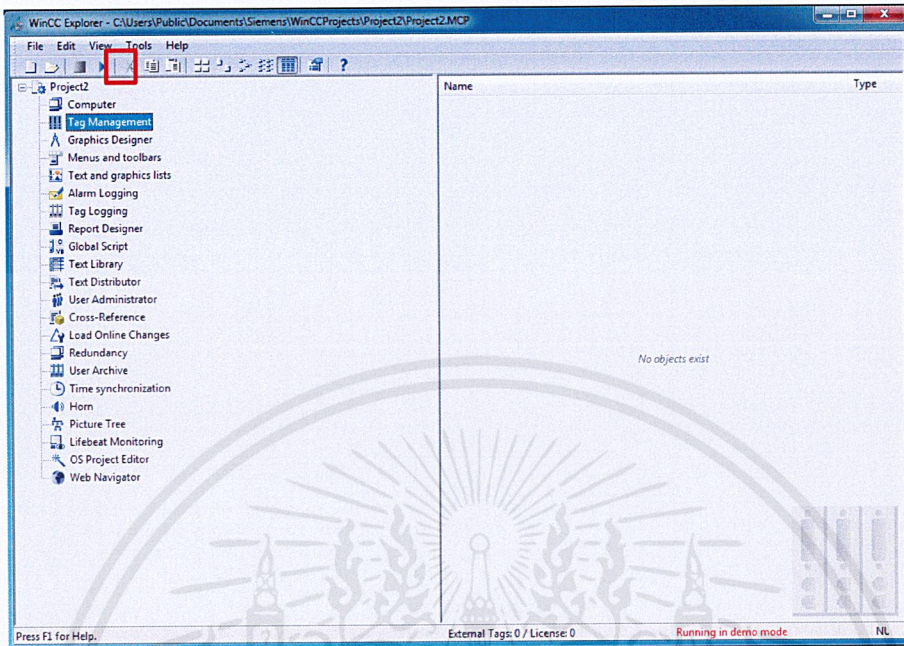 WinCC Explorer - C:\Users\Public\Documents\Siemens\WinCCProjects\Project2\Project2.MCP
File Edit View Tools Help
Project2
Computer
Tag Management
Graphics Designer
Menus and toolbars
Text and graphics lists
Alarm Logging
Tag Logging
Report Designer
Global Script
Text Library
Text Distributor
User Administrator
Cross-Reference
Load Online Changes
Redundancy
User Archive
Time synchronization
Horn
Picture Tree
Lifebeat Monitoring
OS Project Editor
Web Navigator
Name Type
No objects exist
Press F1 for Help. External Tags: 0 / License: 0 Running in demo mode